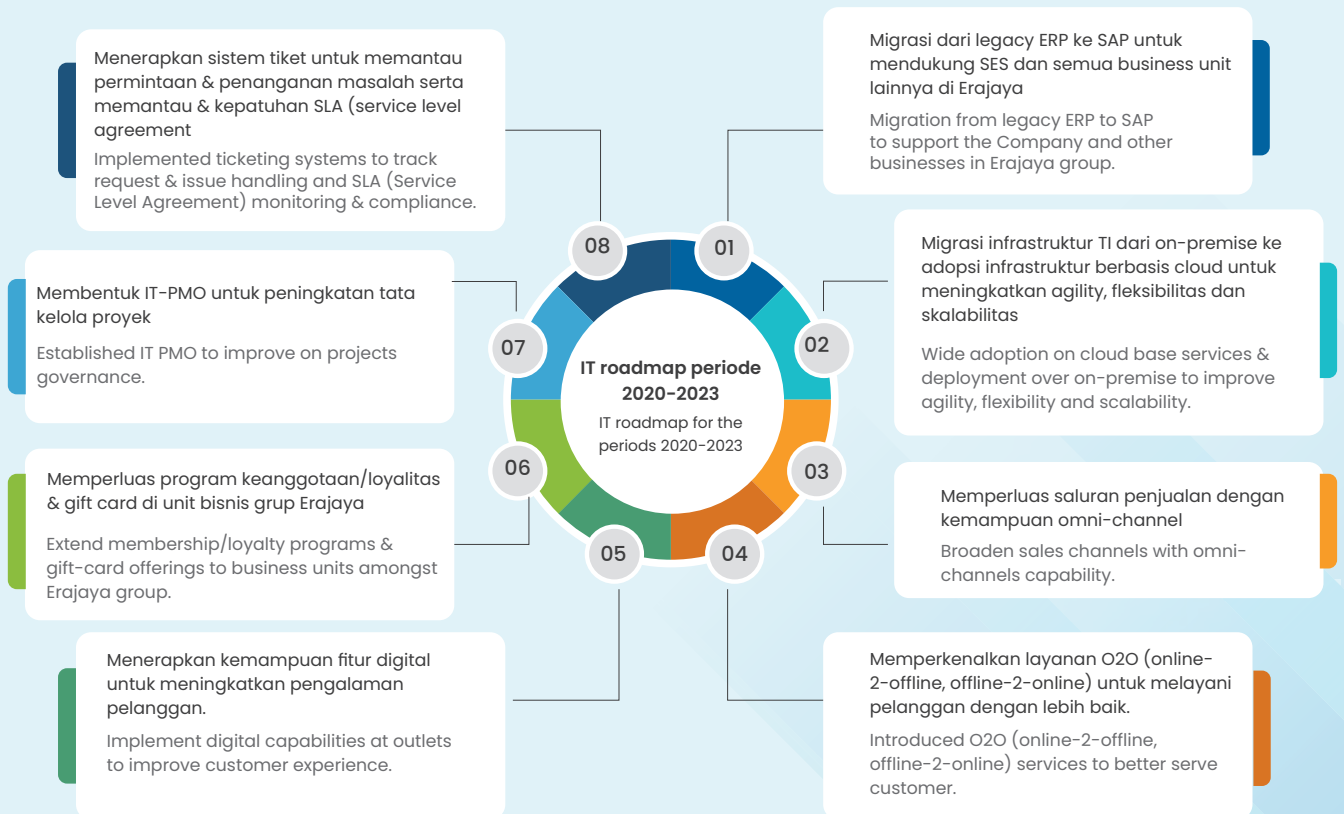 IT roadmap periode
2020-2023
IT roadmap for the
periods 2020-2023
01
Migrasi dari legacy ERP ke SAP untuk
mendukung SES dan semua business unit
lainnya di Erajaya
Migration from legacy ERP to SAP
to support the Company and other
businesses in Erajaya group.
02
Migrasi infrastruktur TI dari on-premise ke
adopsi infrastruktur berbasis cloud untuk
meningkatkan agility, fleksibilitas dan
skalabilitas
Wide adoption on cloud base services &
deployment over on-premise to improve
agility, flexibility and scalability.
03
Memperluas saluran penjualan dengan
kemampuan omni-channel
Broaden sales channels with omni-
channels capability.
04
Memperkenalkan layanan O2O (online-
2-offline, offline-2-online) untuk melayani
pelanggan dengan lebih baik.
Introduced O2O (online-2-offline,
offline-2-online) services to better serve
customer.
05
Menerapkan kemampuan fitur digital
untuk meningkatkan pengalaman
pelanggan.
Implement digital capabilities at outlets
to improve customer experience.
06
Memperluas program keanggotaan/loyalitas
& gift card di unit bisnis grup Erajaya
Extend membership/loyalty programs &
gift-card offerings to business units amongst
Erajaya group.
07
Membentuk IT-PMO untuk peningkatan tata
kelola proyek
Established IT PMO to improve on projects
governance.
08
Menerapkan sistem tiket untuk memantau
permintaan & penanganan masalah serta
memantau & kepatuhan SLA (service level
agreement
Implemented ticketing systems to track
request & issue handling and SLA (Service
Level Agreement) monitoring & compliance.